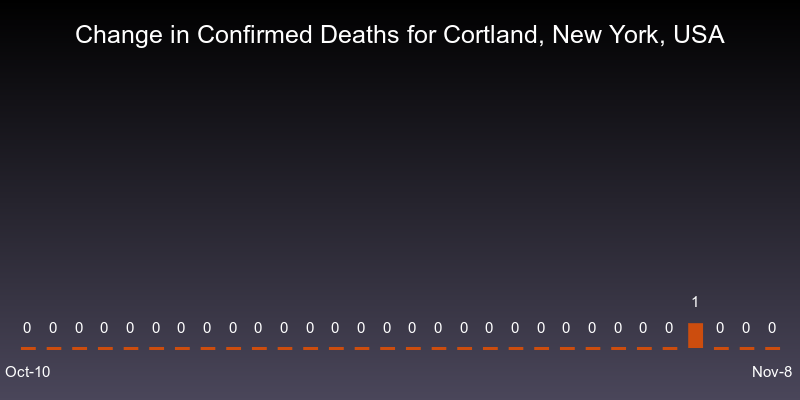 Change in Confirmed Deaths for Cortland, New York, USA
1
0 0 0 0 0 0 0 0 0 0 0 0 0 0 0 0 0 0 0 0 0 0 0 0 0 0 0 0 0
Oct-10 Nov-8